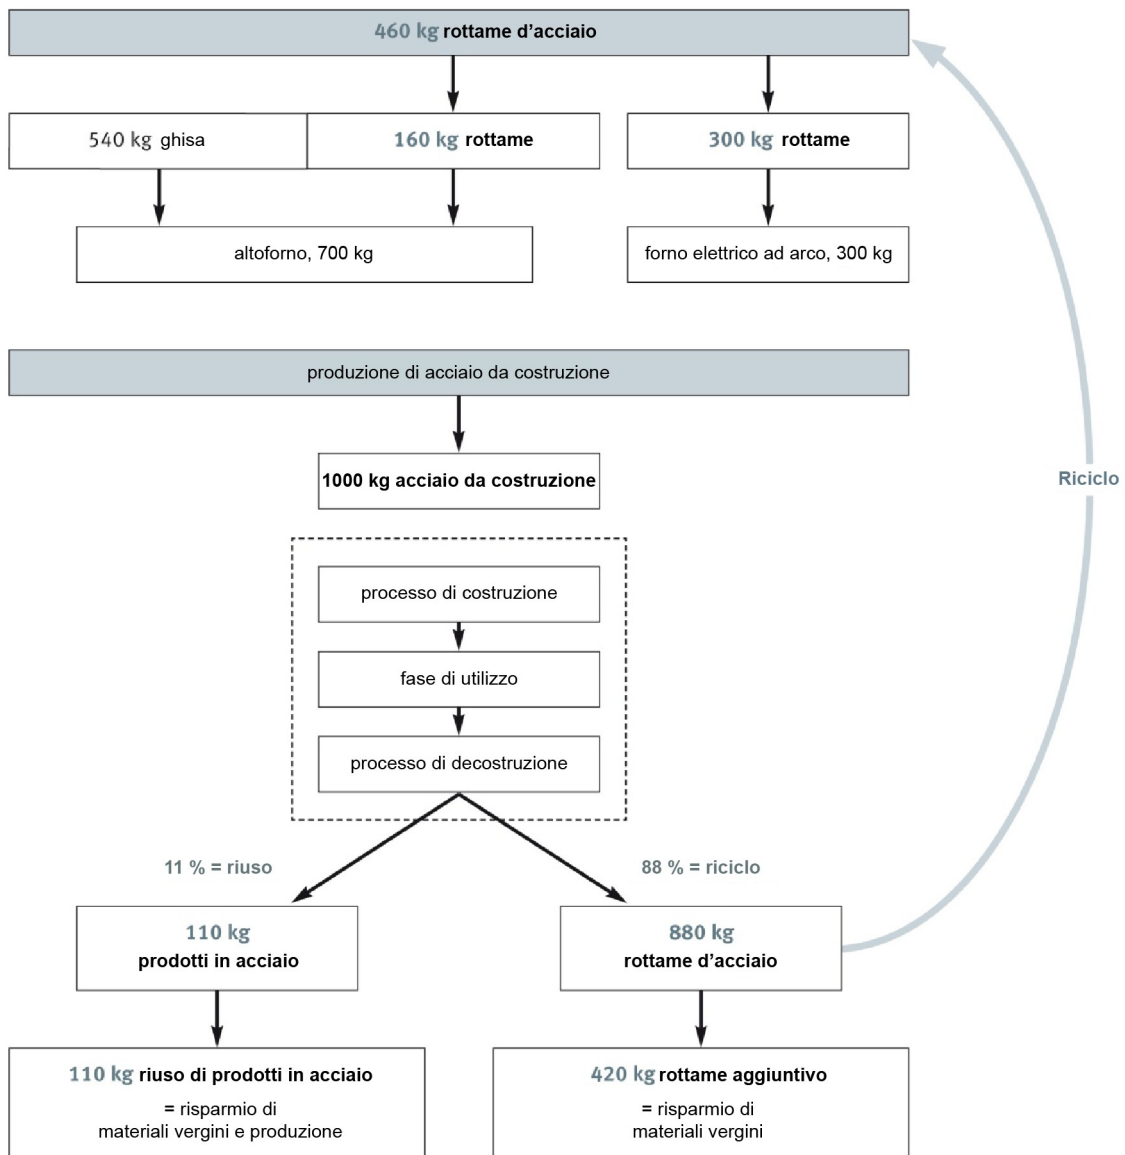 460 kg rottame d’acciaio
540 kg ghisa
160 kg rottame
300 kg rottame
altoforno, 700 kg
forno elettrico ad arco, 300 kg
produzione di acciaio da costruzione
1000 kg acciaio da costruzione
Riciclo
processo di costruzione
fase di utilizzo
processo di decostruzione
11 % = riuso
88 % = riciclo
110 kg
prodotti in acciaio
880 kg
rottame d’acciaio
110 kg riuso di prodotti in acciaio
= risparmio di
materiali vergini e produzione
420 kg rottame aggiuntivo
= risparmio di
materiali vergini